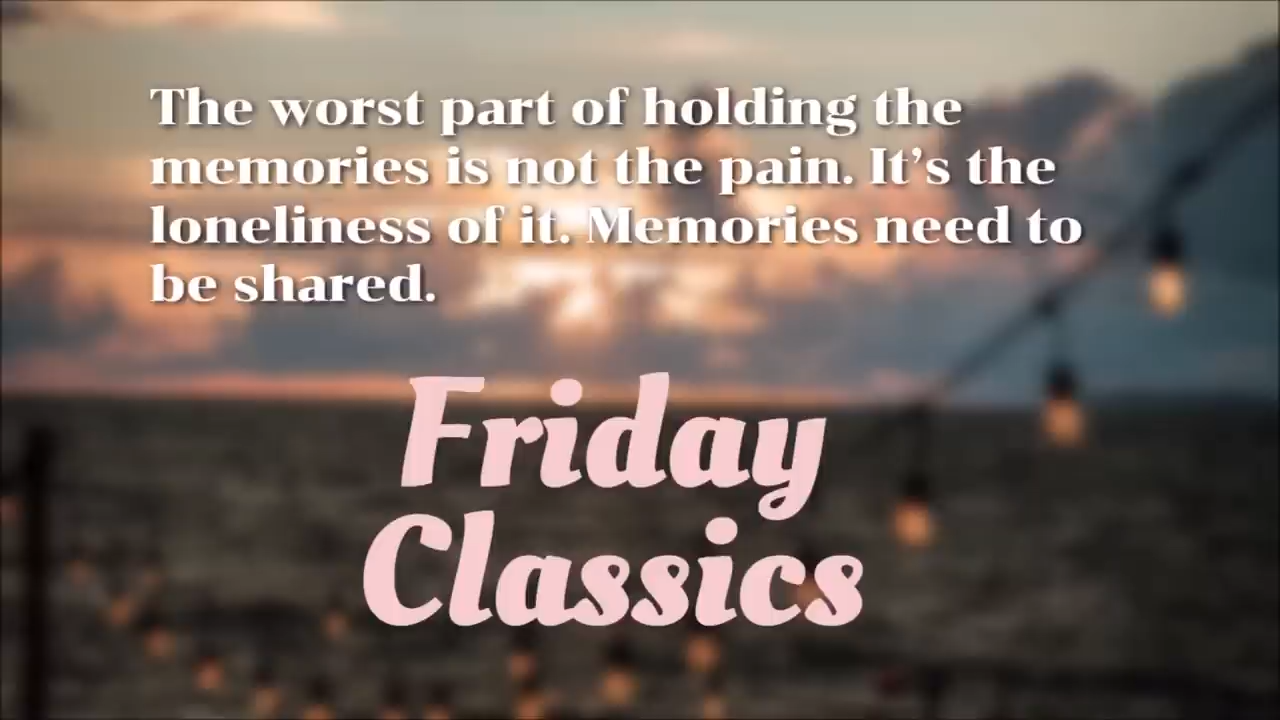 The worst part of holding the
memories is not the pain. It’s the
loneliness of it. Memories need to
be shared.
Friday
Classics